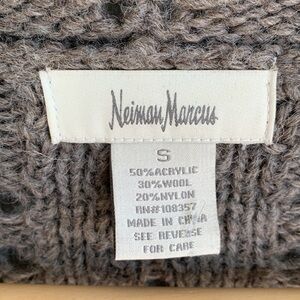 Neiman Marcus
S
50%ACRYLIC
30%WOOL
20%NYLON
RN#108357
MADE IN CHINA
SEE REVERSE
FOR CARE